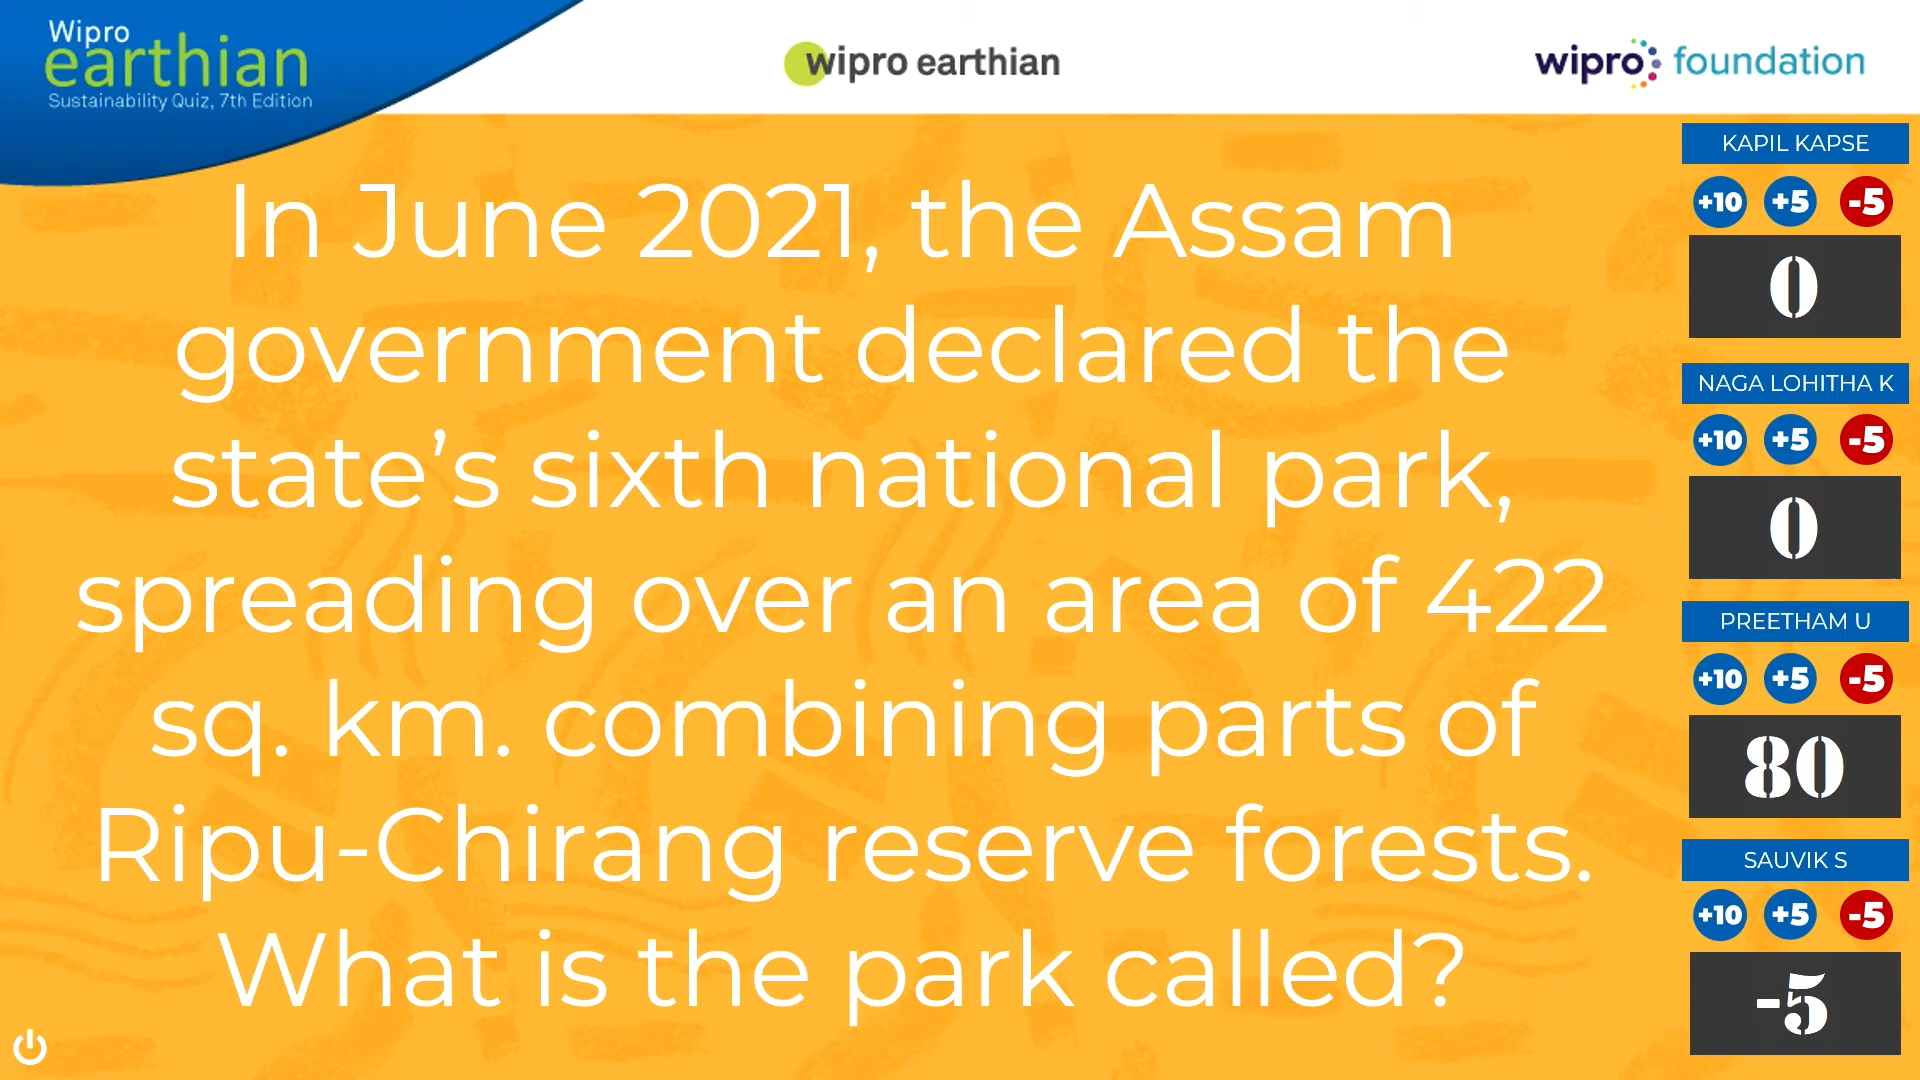 Wipro
earthian
Sustainability Quiz, 7th Edition
wipro earthian
wipro foundation
In June 2021, the Assam
government declared the
state’s sixth national park,
spreading over an area of 422
sq. km. combining parts of
Ripu-Chirang reserve forests.
What is the park called?
KAPIL KAPSE
+10 +5 -5
0
NAGA LOHITHA K
+10 +5 -5
0
PREETHAM U
+10 +5 -5
80
SAUVIK S
+10 +5 -5
-5